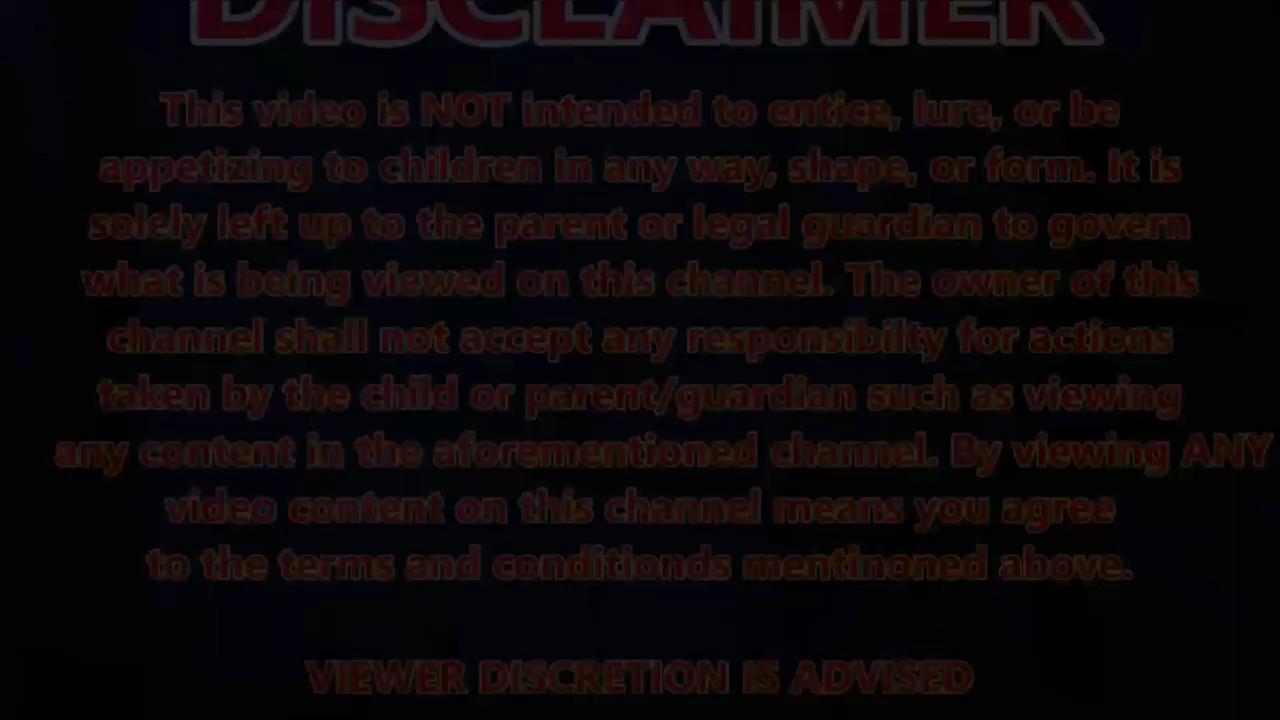 DISCLAIMER
This video is NOT intended to entice, lure, or be
appetizing to children in any way, shape, or form. It is
solely left up to the parent or legal guardian to govern
what is being viewed on this channel. The owner of this
channel shall not accept any responsibilty for actions
taken by the child or parent/guardian such as viewing
any content in the aforementioned channel. By viewing ANY
video content on this channel means you agree
to the terms and conditionds mentinoned above.
VIEWER DISCRETION IS ADVISED